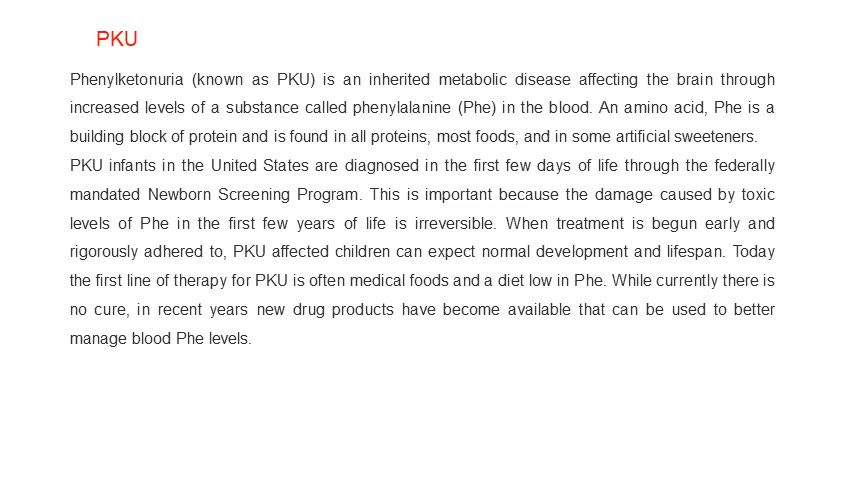 PKU
Phenylketonuria (known as PKU) is an inherited metabolic disease affecting the brain through
increased levels of a substance called phenylalanine (Phe) in the blood. An amino acid, Phe is a
building block of protein and is found in all proteins, most foods, and in some artificial sweeteners.
PKU infants in the United States are diagnosed in the first few days of life through the federally
mandated Newborn Screening Program. This is important because the damage caused by toxic
levels of Phe in the first few years of life is irreversible. When treatment is begun early and
rigorously adhered to, PKU affected children can expect normal development and lifespan. Today
the first line of therapy for PKU is often medical foods and a diet low in Phe. While currently there is
no cure, in recent years new drug products have become available that can be used to better
manage blood Phe levels.